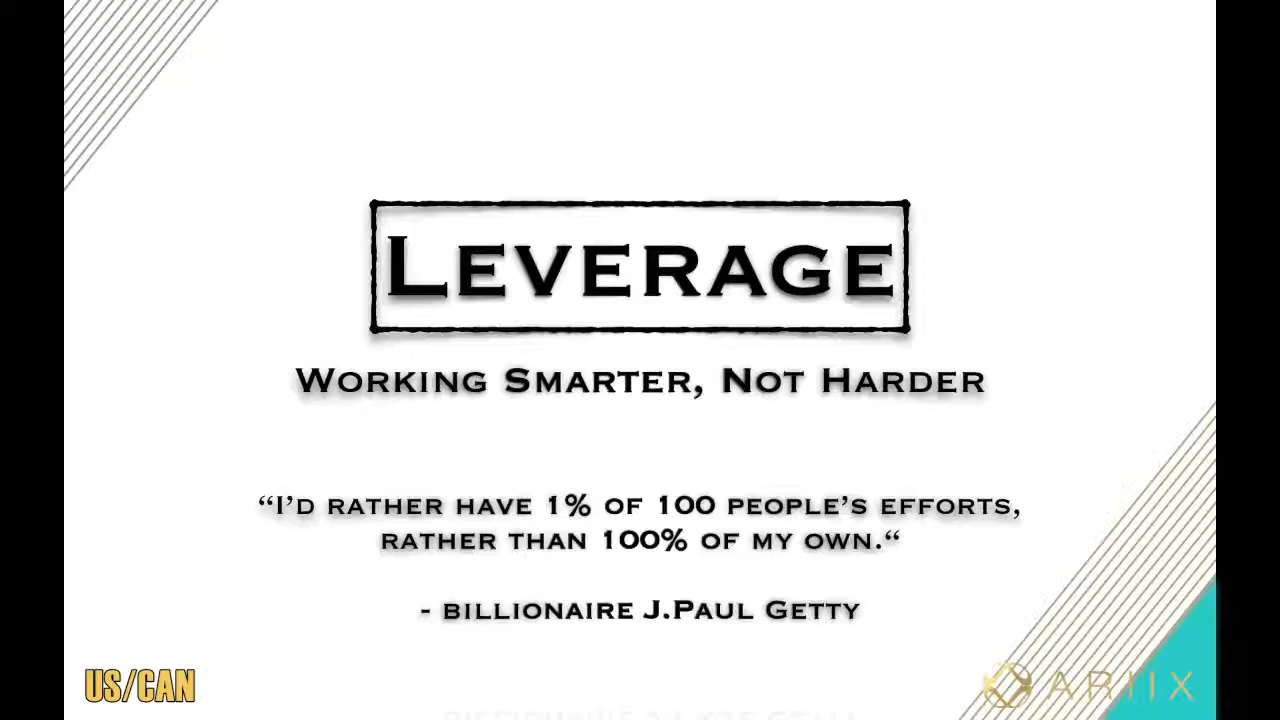 Leverage
Working Smarter, Not Harder
“I’d rather have 1% of 100 people’s efforts,
rather than 100% of my own.“
- billionaire J.Paul Getty
US/CAN
ARIIX